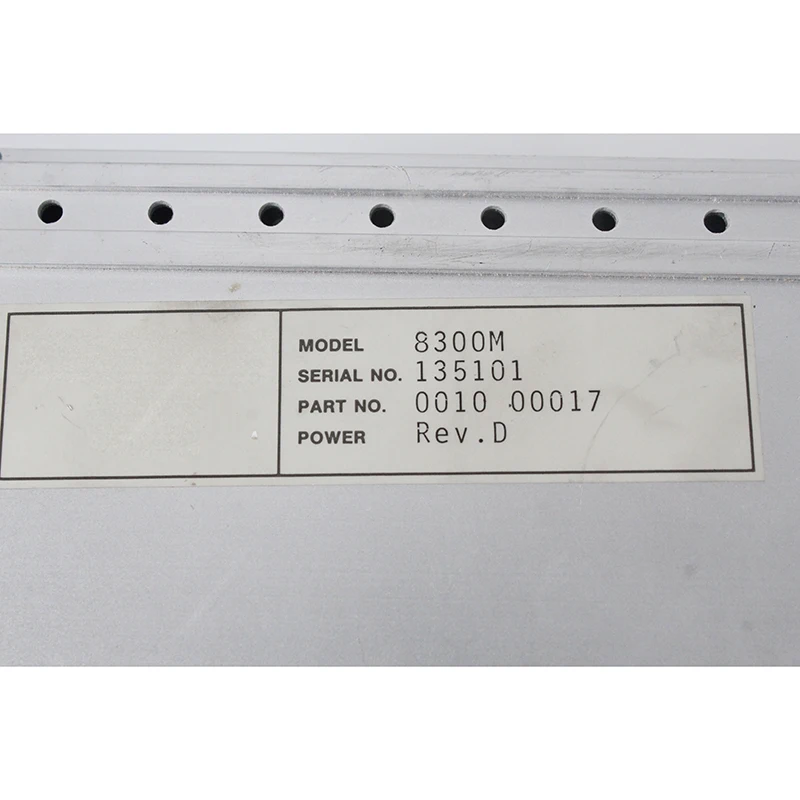 MODEL 8300M
SERIAL NO. 135101
PART NO. 0010 00017
POWER Rev.D